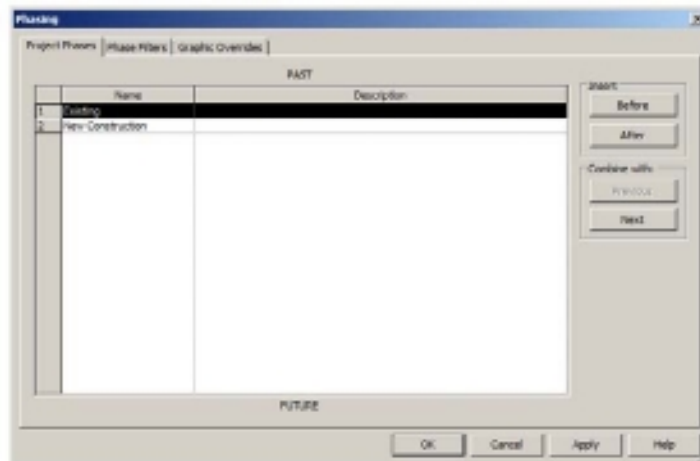 Phasing
Project Phases Phase Filters Graphic Overrides
PAST
Name Description
1 Existing
2 New Construction
Insert
Before
After
Combine with:
Previous
Next
FUTURE
OK Cancel Apply Help